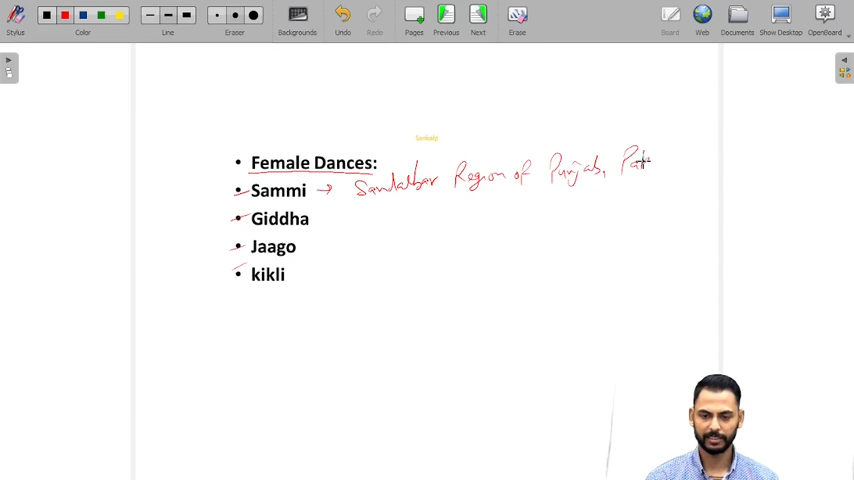 Stylus
Color
Line
Eraser
Backgrounds
Undo
Redo
Pages
Previous
Next
Erase
Board
Web
Documents
Show Desktop
OpenBoard
Sankalp
• Female Dances:
• Sammi → Sandalbar Region of Punjab, Pak
• Giddha
• Jaago
• kikli